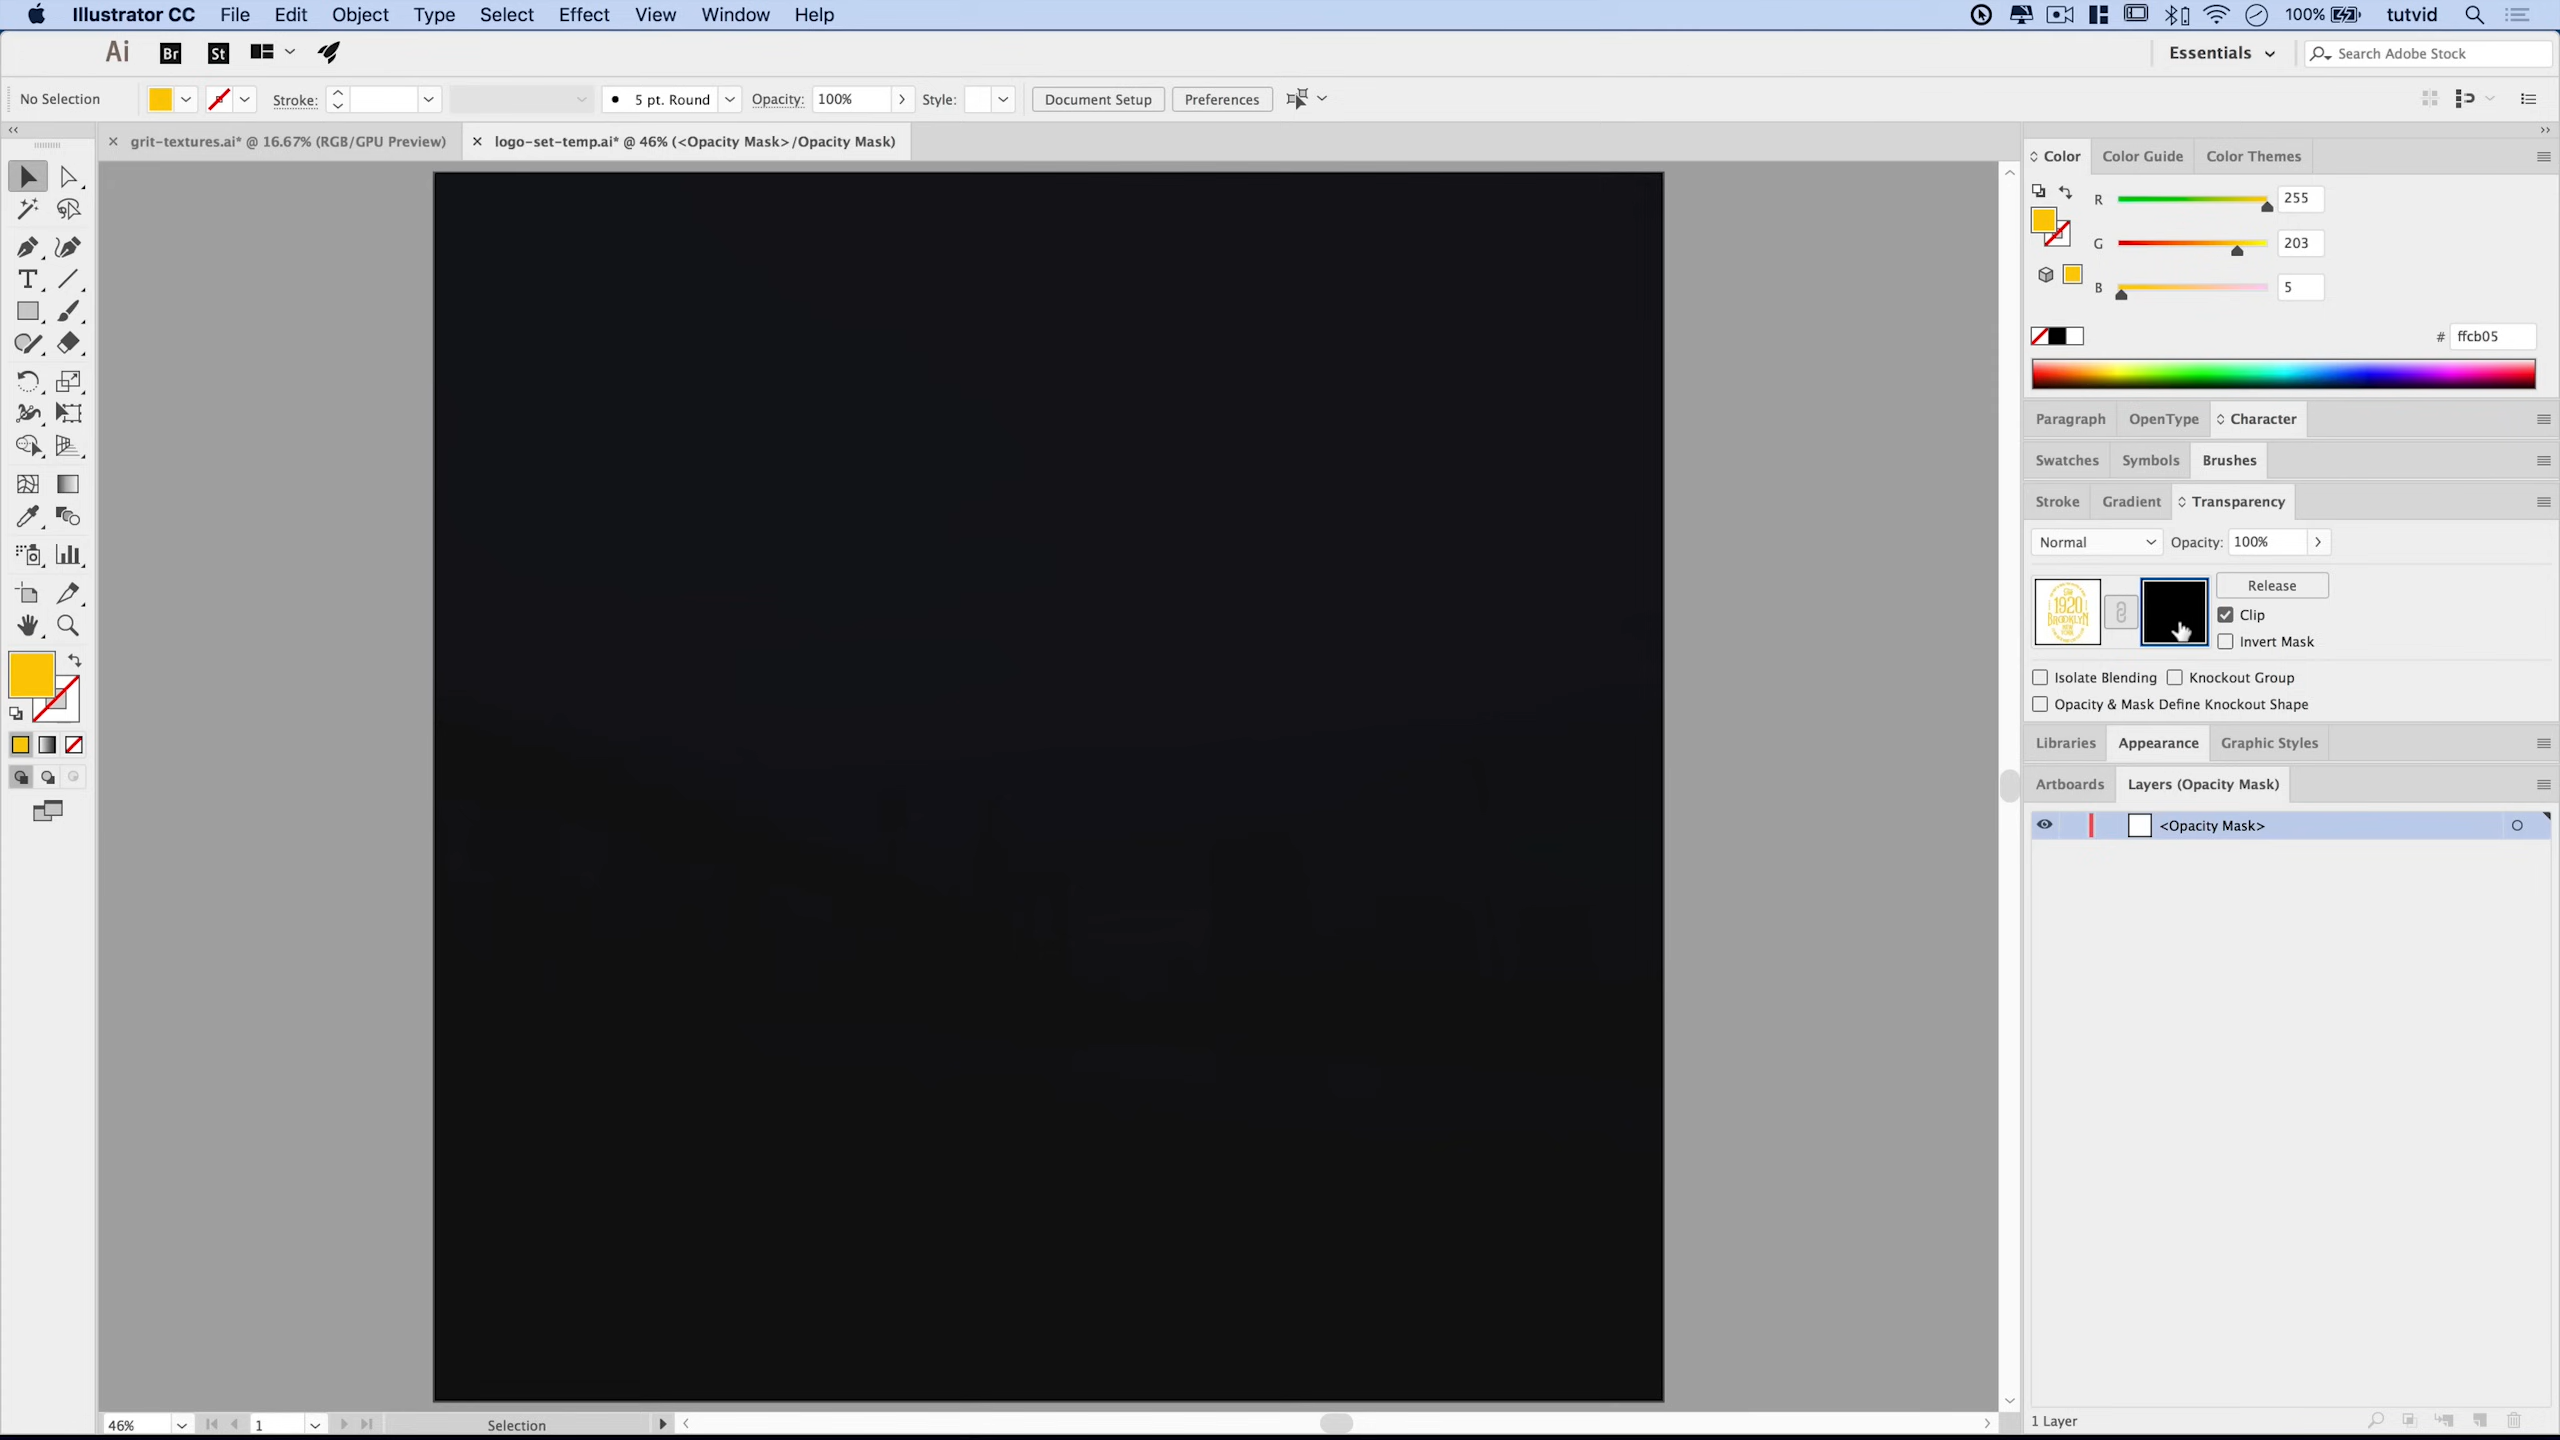 Illustrator CC File Edit Object Type Select Effect View Window Help 100% tutvid
Ai Br St Essentials Search Adobe Stock
No Selection Stroke: 5 pt. Round Opacity: 100% Style: Document Setup Preferences
grit-textures.ai* @ 16.67% (RGB/GPU Preview) logo-set-temp.ai* @ 46% (<Opacity Mask>/Opacity Mask)
Color Color Guide Color Themes
R 255
G 203
B 5
# ffcb05
Paragraph OpenType Character
Swatches Symbols Brushes
Stroke Gradient Transparency
Normal Opacity: 100%
1920
BROOKLYN
NEW
YORK
Release
Clip
Invert Mask
Isolate Blending Knockout Group
Opacity & Mask Define Knockout Shape
Libraries Appearance Graphic Styles
Artboards Layers (Opacity Mask)
<Opacity Mask>
1 Layer
46% 1 Selection